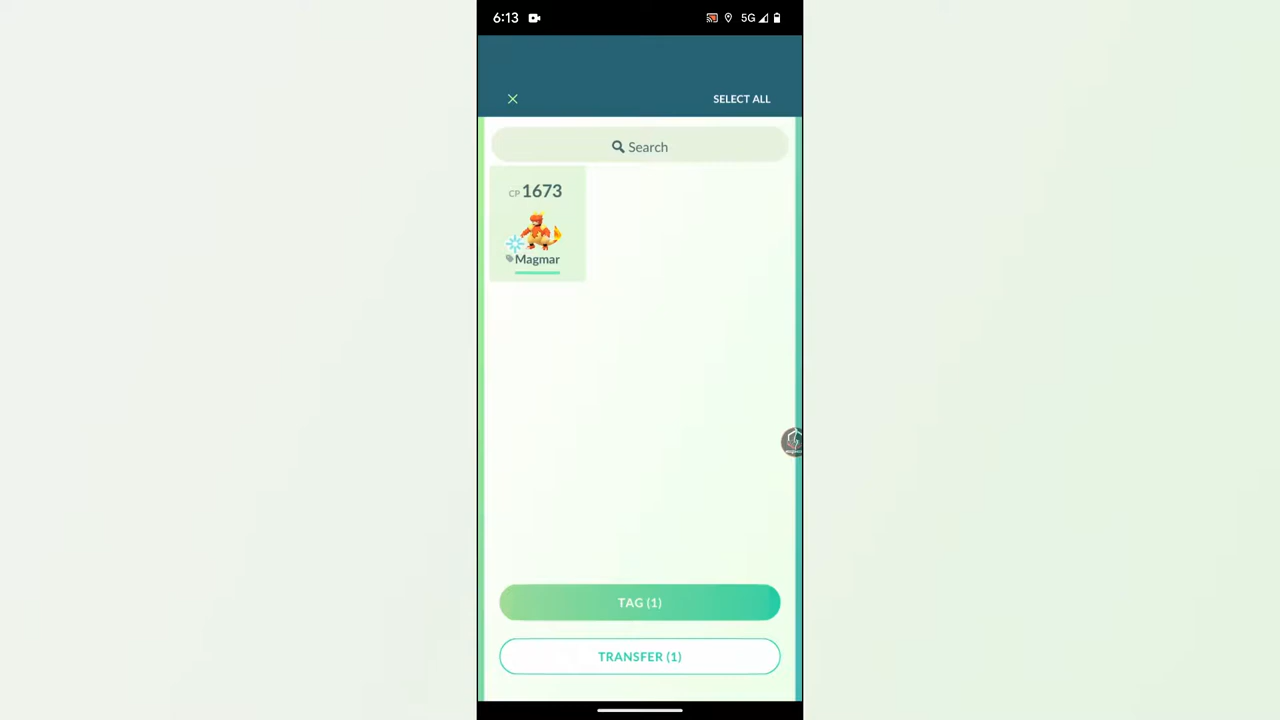 6:13
5G
SELECT ALL
Search
CP 1673
Magmar
TAG (1)
TRANSFER (1)